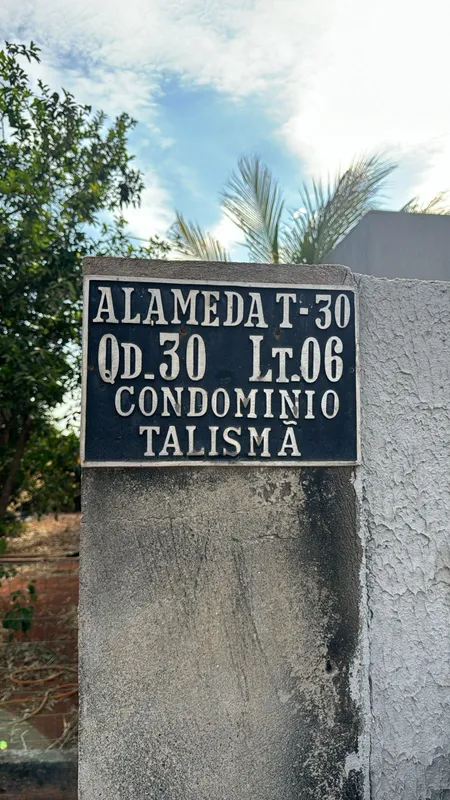 ALAMEDA T-30
QD. 30 LT.06
CONDOMINIO
TALISMÃ